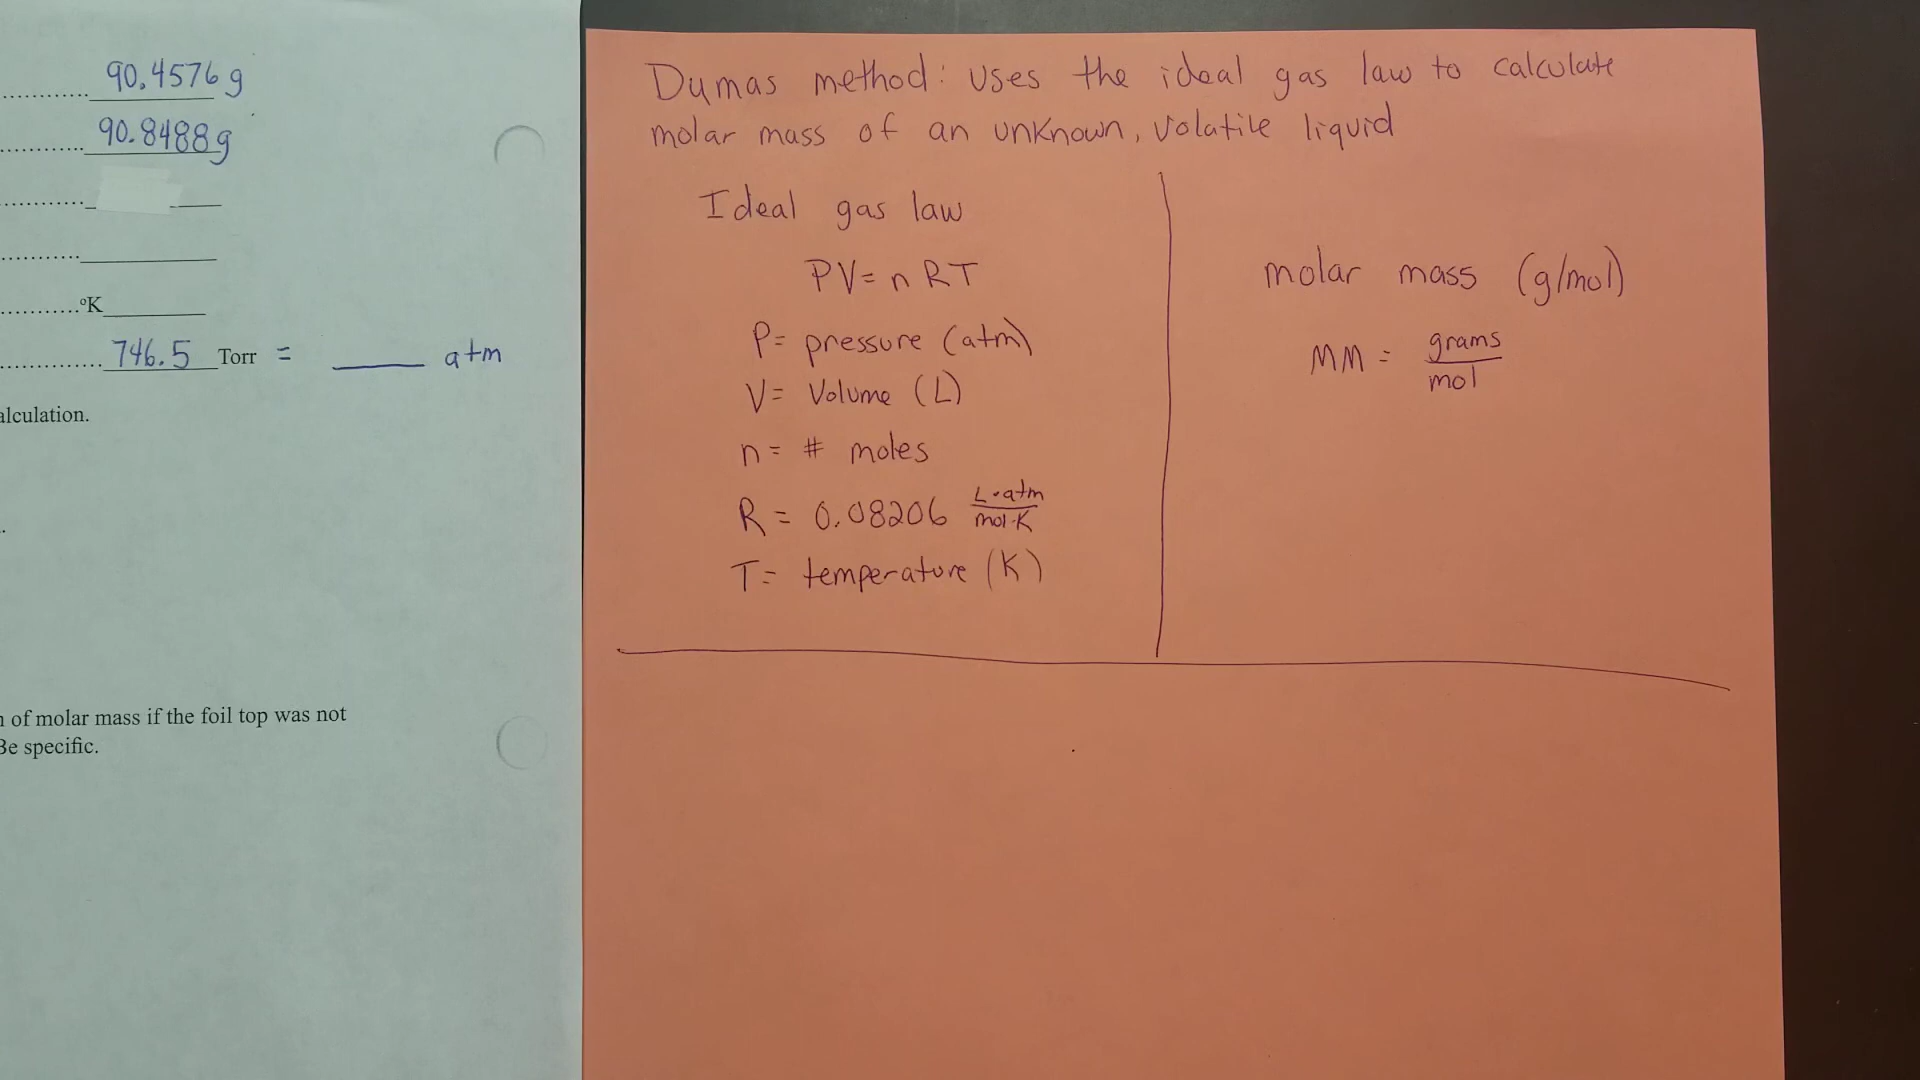 90.4576 g
90.8488 g
°K
746.5 Torr = ____ atm
alculation.
of molar mass if the foil top was not
Be specific.
Dumas method: uses the ideal gas law to calculate
molar mass of an unknown, volatile liquid
Ideal gas law
PV = nRT
P = pressure (atm)
V = Volume (L)
n = # moles
R = 0.08206 L·atm/mol·K
T = temperature (K)
molar mass (g/mol)
MM = grams/mol